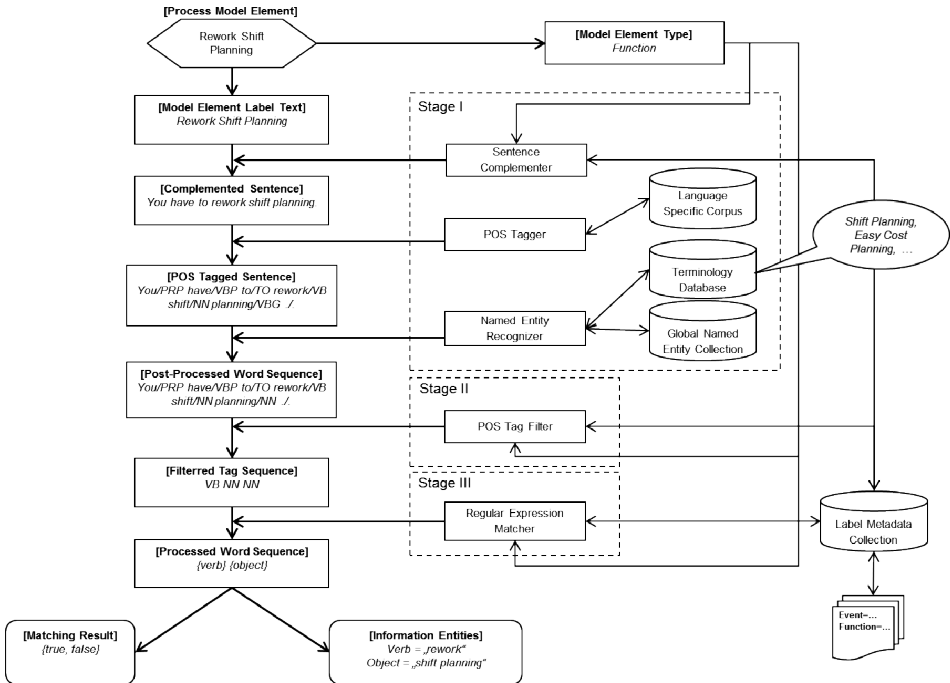 [Process Model Element]
Rework Shift
Planning
[Model Element Type]
Function
[Model Element Label Text]
Rework Shift Planning
Stage I
Sentence
Complementer
[Complemented Sentence]
You have to rework shift planning
Language
Specific Corpus
POS Tagger
Shift Planning,
Easy Cost
Planning, ...
[POS Tagged Sentence]
You/PRP have/VBP to/TO rework/VB
shift/NN planning/VBG ./.
Terminology
Database
Named Entity
Recognizer
Global Named
Entity Collection
[Post-Processed Word Sequence]
You/PRP have/VBP to/TO rework/VB
shift/NN planning/NN ./.
Stage II
POS Tag Filter
[Filterred Tag Sequence]
VB NN NN
Stage III
Regular Expression
Matcher
Label Metadata
Collection
[Processed Word Sequence]
{verb} {object}
Event=...
Function=...
[Matching Result]
{true, false}
[Information Entities]
Verb = „rework“
Object = „shift planning“